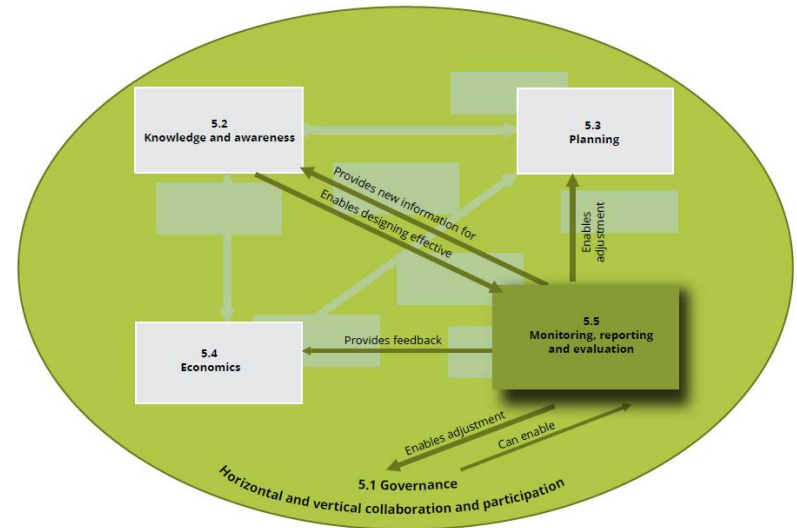 5.2
Knowledge and awareness
5.3
Planning
Provides new information for
Enables designing effective
Enables
adjustment
5.4
Economics
Provides feedback
5.5
Monitoring, reporting
and evaluation
Enables adjustment
Can enable
5.1 Governance
Horizontal and vertical collaboration and participation